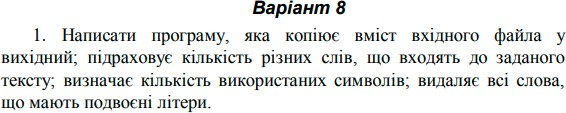 Варіант 8
1. Написати програму, яка копіює вміст вхідного файла у
вихідний; підраховує кількість різних слів, що входять до заданого
тексту; визначає кількість використаних символів; видаляє всі слова,
що мають подвоєні літери.